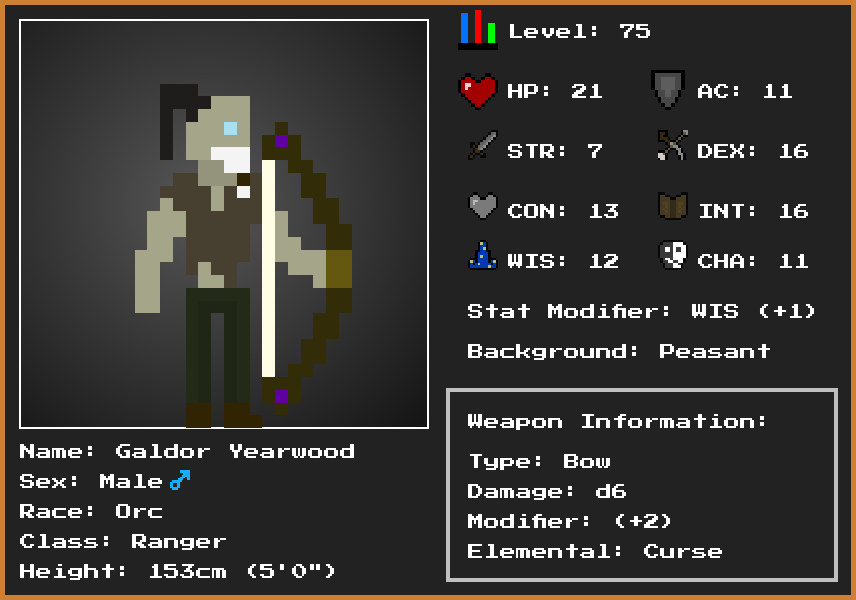 Level: 75
HP: 21
AC: 11
STR: 7
DEX: 16
CON: 13
INT: 16
WIS: 12
CHA: 11
Stat Modifier: WIS (+1)
Background: Peasant
Weapon Information:
Type: Bow
Damage: d6
Modifier: (+2)
Elemental: Curse
Name: Galdor Yearwood
Sex: Male ♂
Race: Orc
Class: Ranger
Height: 153cm (5'0")